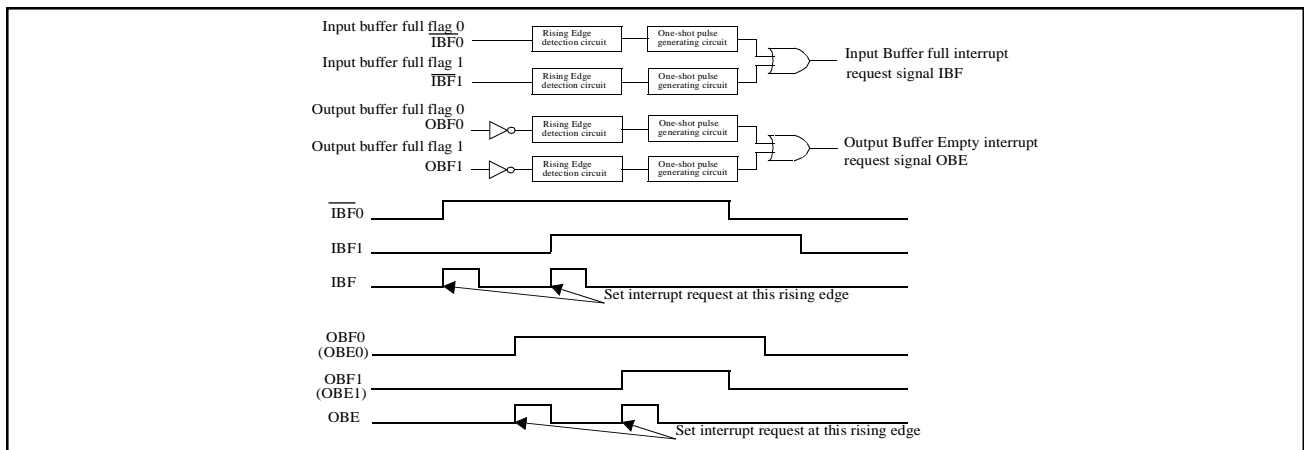 Input buffer full flag 0
IBF0
Rising Edge
detection circuit
One-shot pulse
generating circuit
Input buffer full flag 1
IBF1
Rising Edge
detection circuit
One-shot pulse
generating circuit
Input Buffer full interrupt
request signal IBF
Output buffer full flag 0
OBF0
Rising Edge
detection circuit
One-shot pulse
generating circuit
Output buffer full flag 1
OBF1
Rising Edge
detection circuit
One-shot pulse
generating circuit
Output Buffer Empty interrupt
request signal OBE
IBF0
IBF1
IBF
Set interrupt request at this rising edge
OBF0
(OBE0)
OBF1
(OBE1)
OBE
Set interrupt request at this rising edge